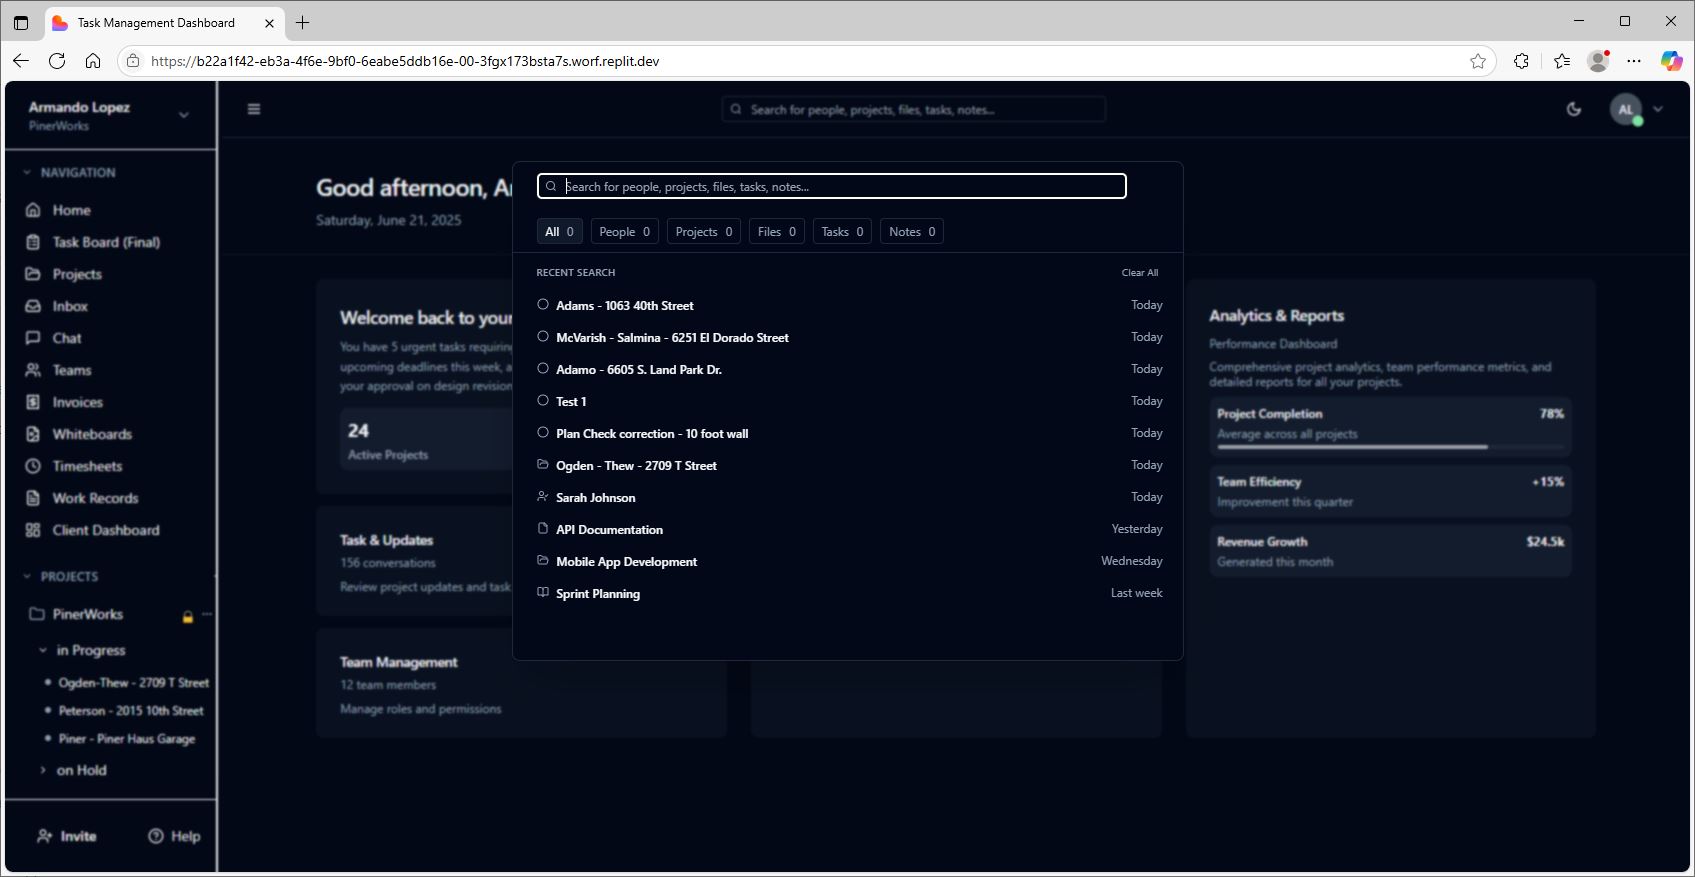 Task Management Dashboard
https://b22a1f42-eb3a-4f6e-9bf0-6eabe5ddb16e-00-3fgx173bsta7s.worf.replit.dev
Armando Lopez
PinerWorks
NAVIGATION
Home
Task Board (Final)
Projects
Inbox
Chat
Teams
Invoices
Whiteboards
Timesheets
Work Records
Client Dashboard
PROJECTS
PinerWorks
in Progress
Ogden-Thew - 2709 T Street
Peterson - 2015 10th Street
Piner - Piner Haus Garage
on Hold
Invite
Help
Search for people, projects, files, tasks, notes...
AL
Good afternoon,
Saturday, June 21, 2025
Welcome back to your
You have 5 urgent tasks requiring
upcoming deadlines this week,
your approval on design
24
Active Projects
Task & Updates
156 conversations
Review project updates and task
Team Management
12 team members
Manage roles and permissions
Search for people, projects, files, tasks, notes...
All 0
People 0
Projects 0
Files 0
Tasks 0
Notes 0
RECENT SEARCH
Clear All
Adams - 1063 40th Street Today
McVarish - Salmina - 6251 El Dorado Street Today
Adamo - 6605 S. Land Park Dr. Today
Test 1 Today
Plan Check correction - 10 foot wall Today
Ogden - Thew - 2709 T Street Today
Sarah Johnson Today
API Documentation Yesterday
Mobile App Development Wednesday
Sprint Planning Last week
Analytics & Reports
Performance Dashboard
Comprehensive project analytics, team performance metrics, and
detailed reports for all your projects.
Project Completion 78%
Average across all projects
Team Efficiency +15%
Improvement this quarter
Revenue Growth $24.5k
Generated this month